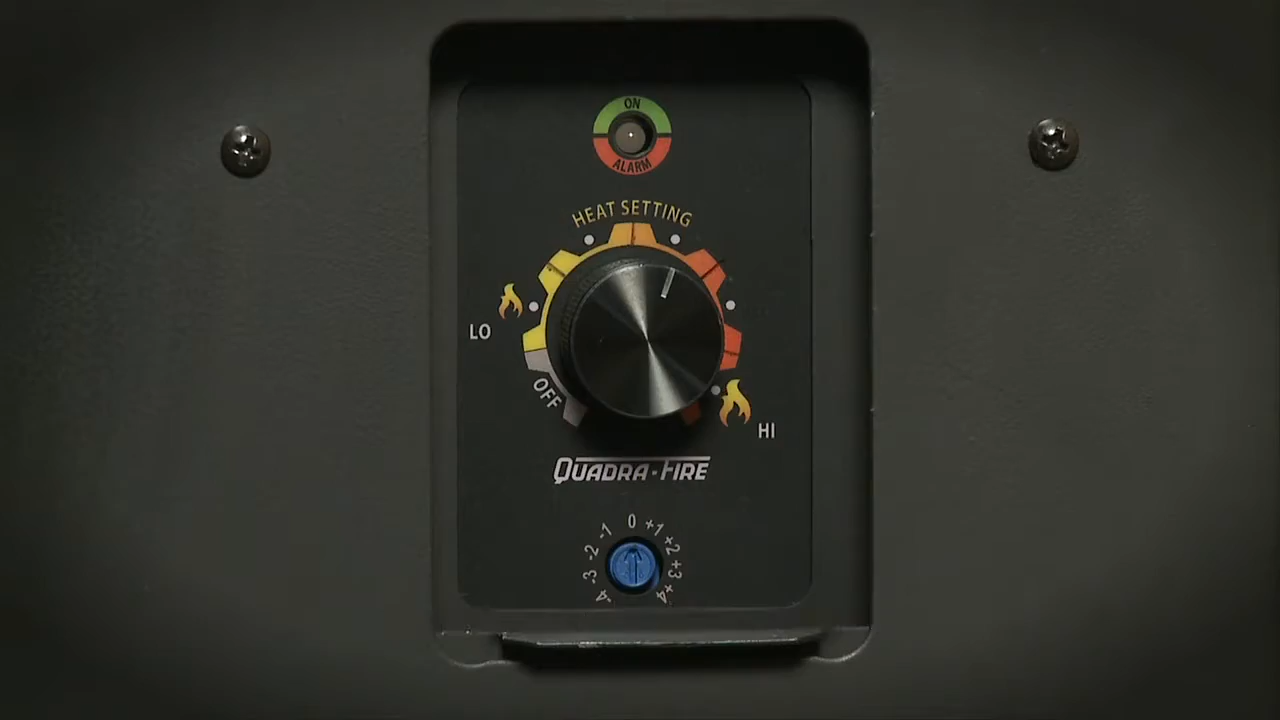 ON
ALARM
HEAT SETTING
LO
OFF
HI
QUADRA-FIRE
-4 -3 -2 -1 0 +1 +2 +3 +4